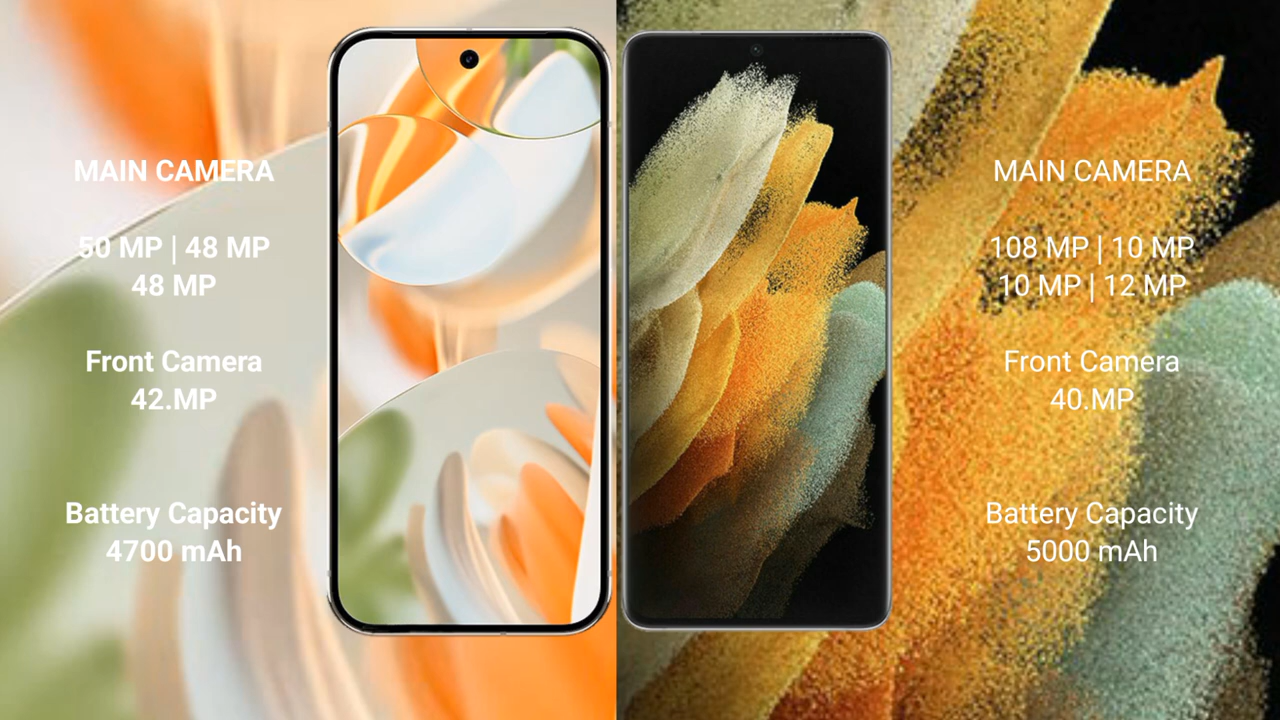 MAIN CAMERA
50 MP | 48 MP
48 MP
Front Camera
42.MP
Battery Capacity
4700 mAh
MAIN CAMERA
108 MP | 10 MP
10 MP | 12 MP
Front Camera
40.MP
Battery Capacity
5000 mAh